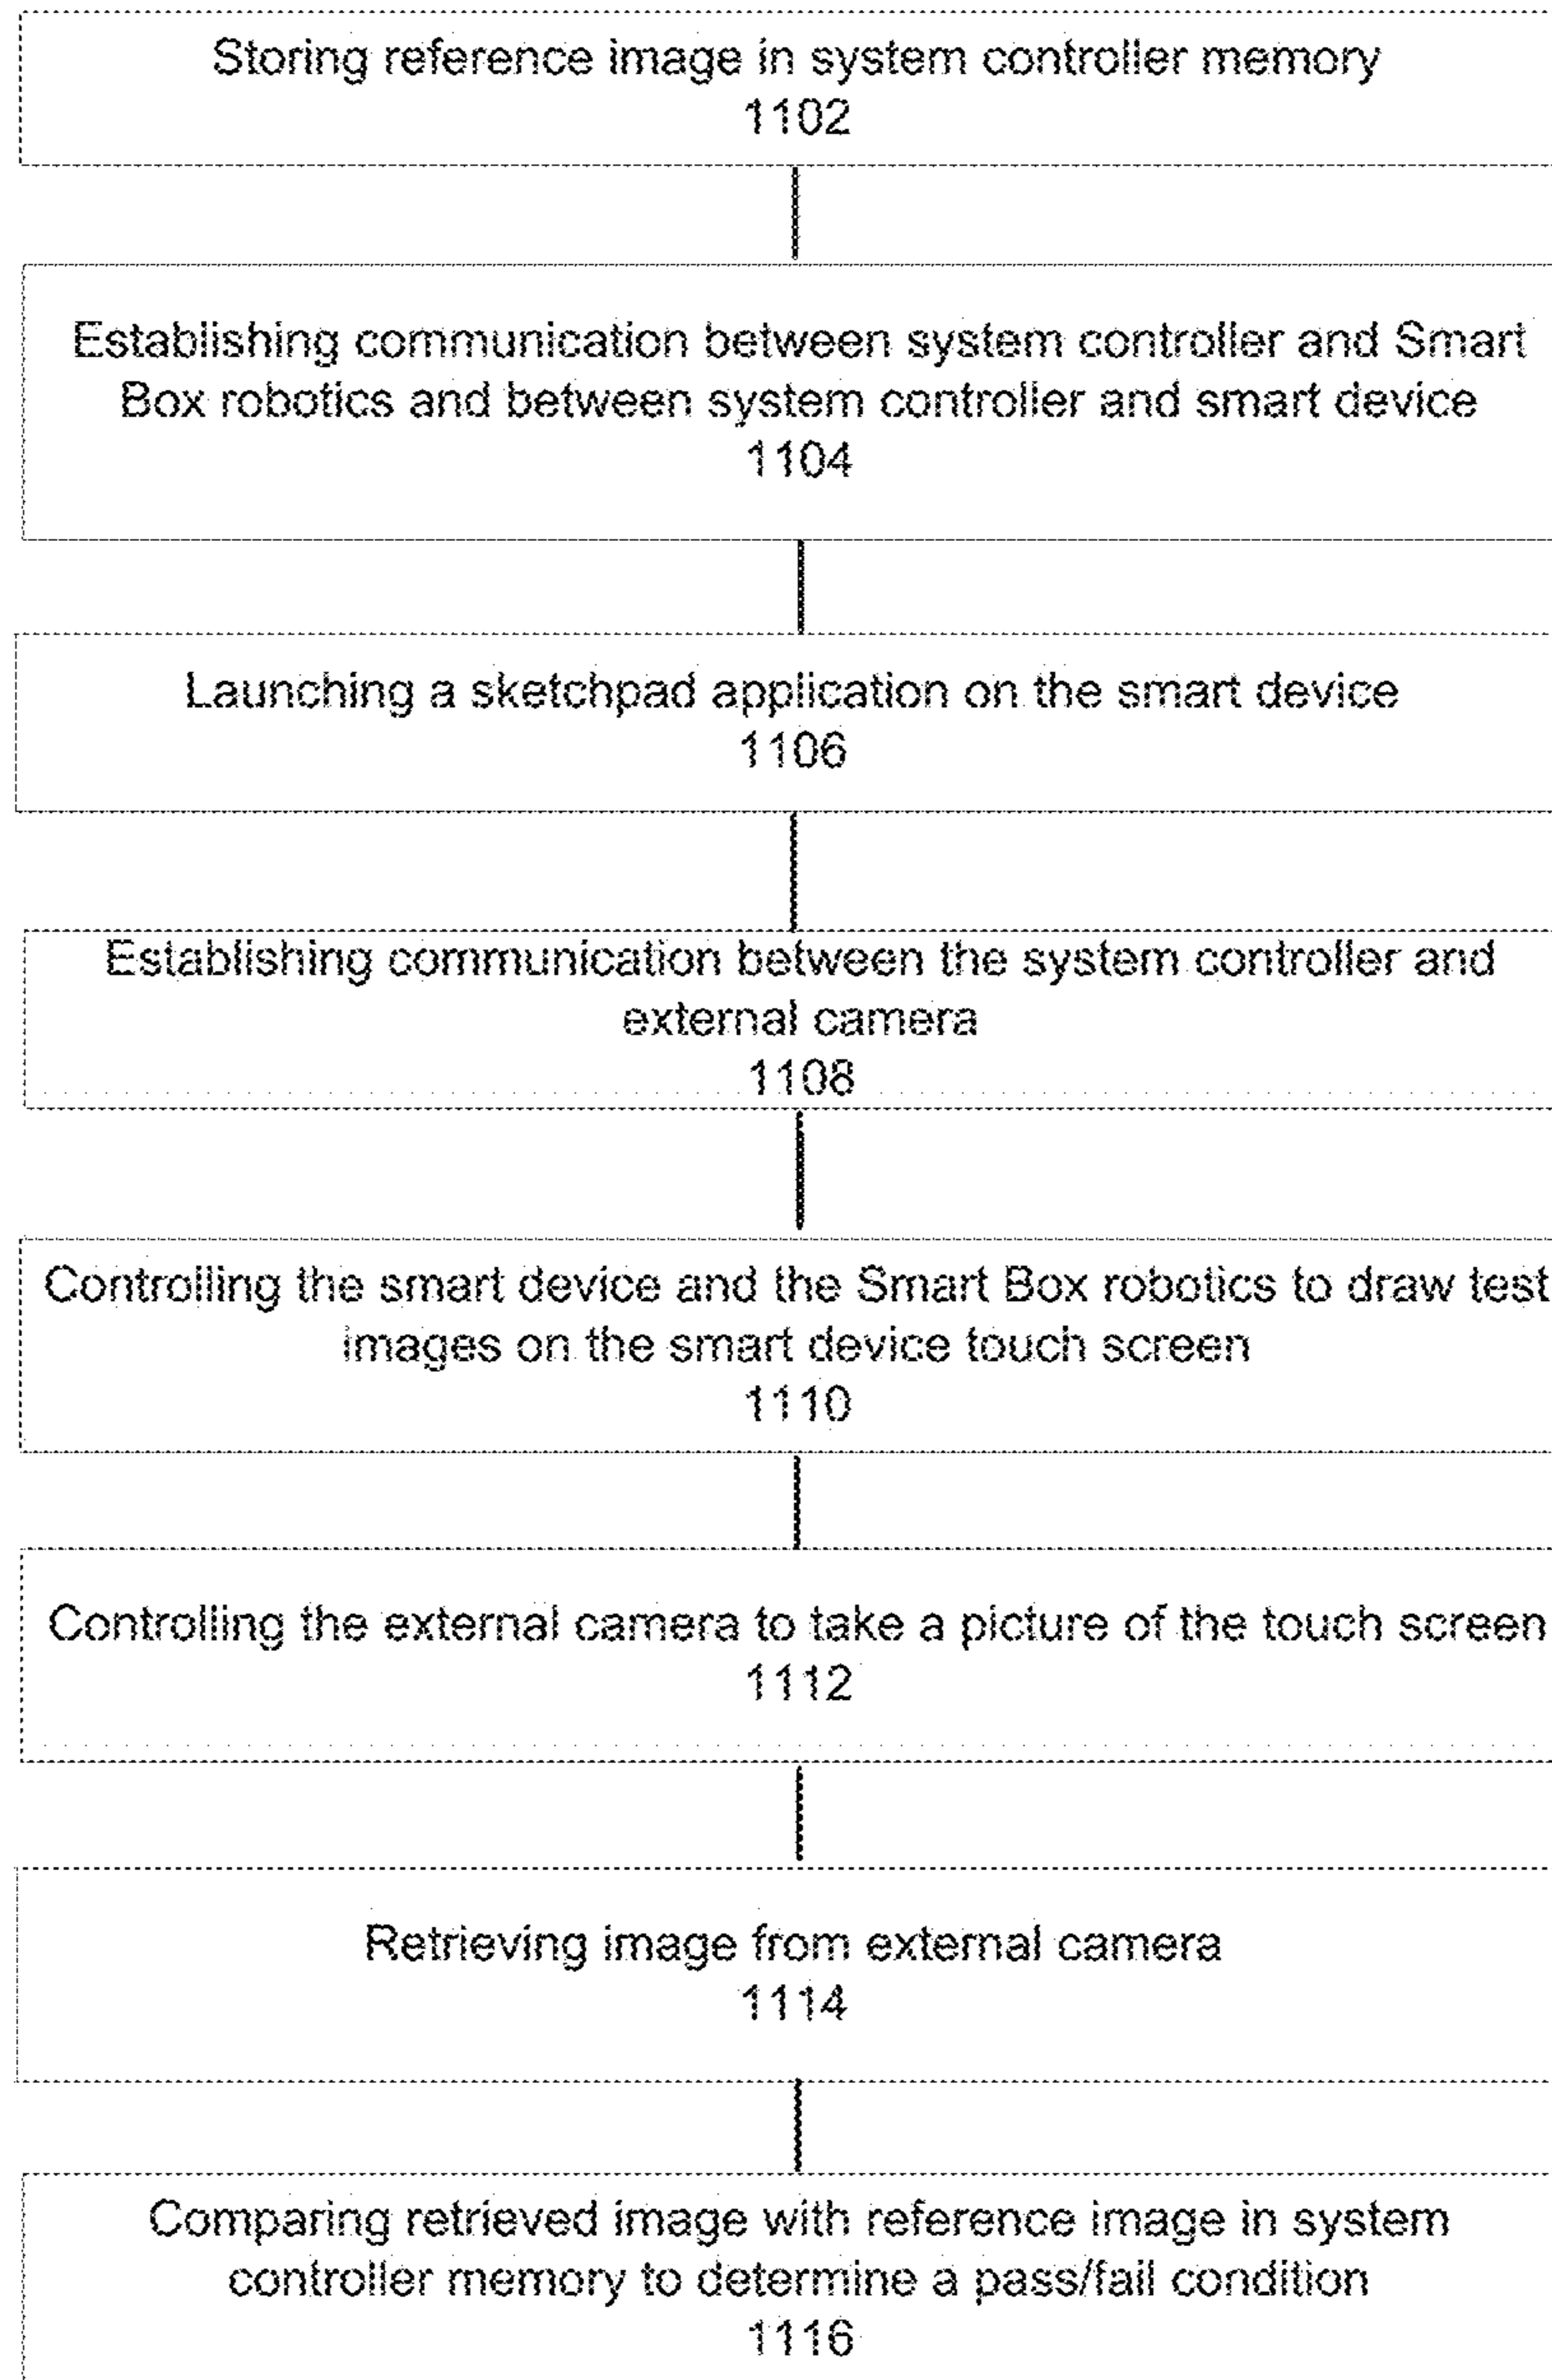 Storing reference image in system controller memory
1102
Establishing communication between system controller and Smart
Box robotics and between system controller and smart device
1104
Launching a sketchpad application on the smart device
1106
Establishing communication between the system controller and
external camera
1108
Controlling the smart device and the Smart Box robotics to draw test
images on the smart device touch screen
1110
Controlling the external camera to take a picture of the touch screen
1112
Retrieving image from external camera
1114
Comparing retrieved image with reference image in system
controller memory to determine a pass/fail condition
1116